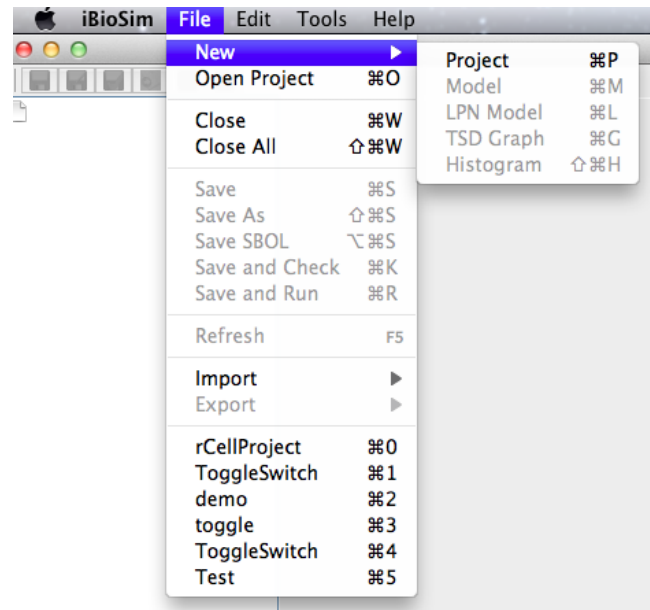 iBioSim File Edit Tools Help
New ▶
Open Project ⌘O
Close ⌘W
Close All ⇧⌘W
Save ⌘S
Save As ⇧⌘S
Save SBOL ⌥⌘S
Save and Check ⌘K
Save and Run ⌘R
Refresh F5
Import ▶
Export ▶
rCellProject ⌘0
ToggleSwitch ⌘1
demo ⌘2
toggle ⌘3
ToggleSwitch ⌘4
Test ⌘5
Project ⌘P
Model ⌘M
LPN Model ⌘L
TSD Graph ⌘G
Histogram ⇧⌘H